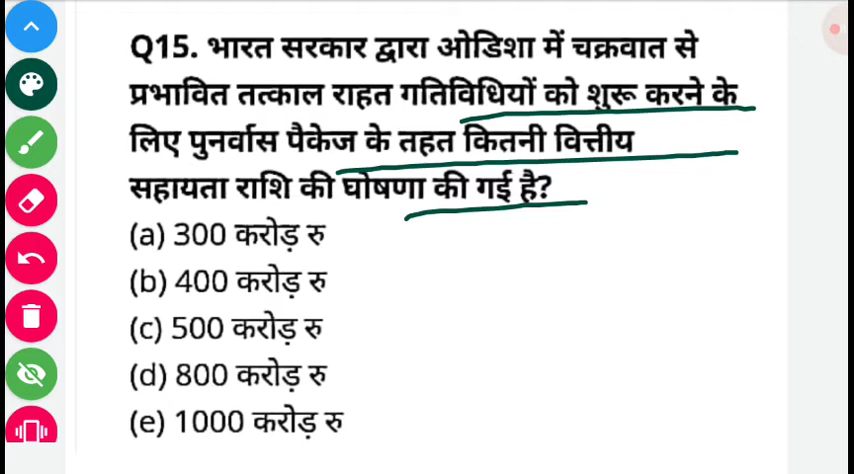 Q15. भारत सरकार द्वारा ओडिशा में चक्रवात से
प्रभावित तत्काल राहत गतिविधियों को शुरू करने के
लिए पुनर्वास पैकेज के तहत कितनी वित्तीय
सहायता राशि की घोषणा की गई है?
(a) 300 करोड़ रु
(b) 400 करोड़ रु
(c) 500 करोड़ रु
(d) 800 करोड़ रु
(e) 1000 करोड़ रु